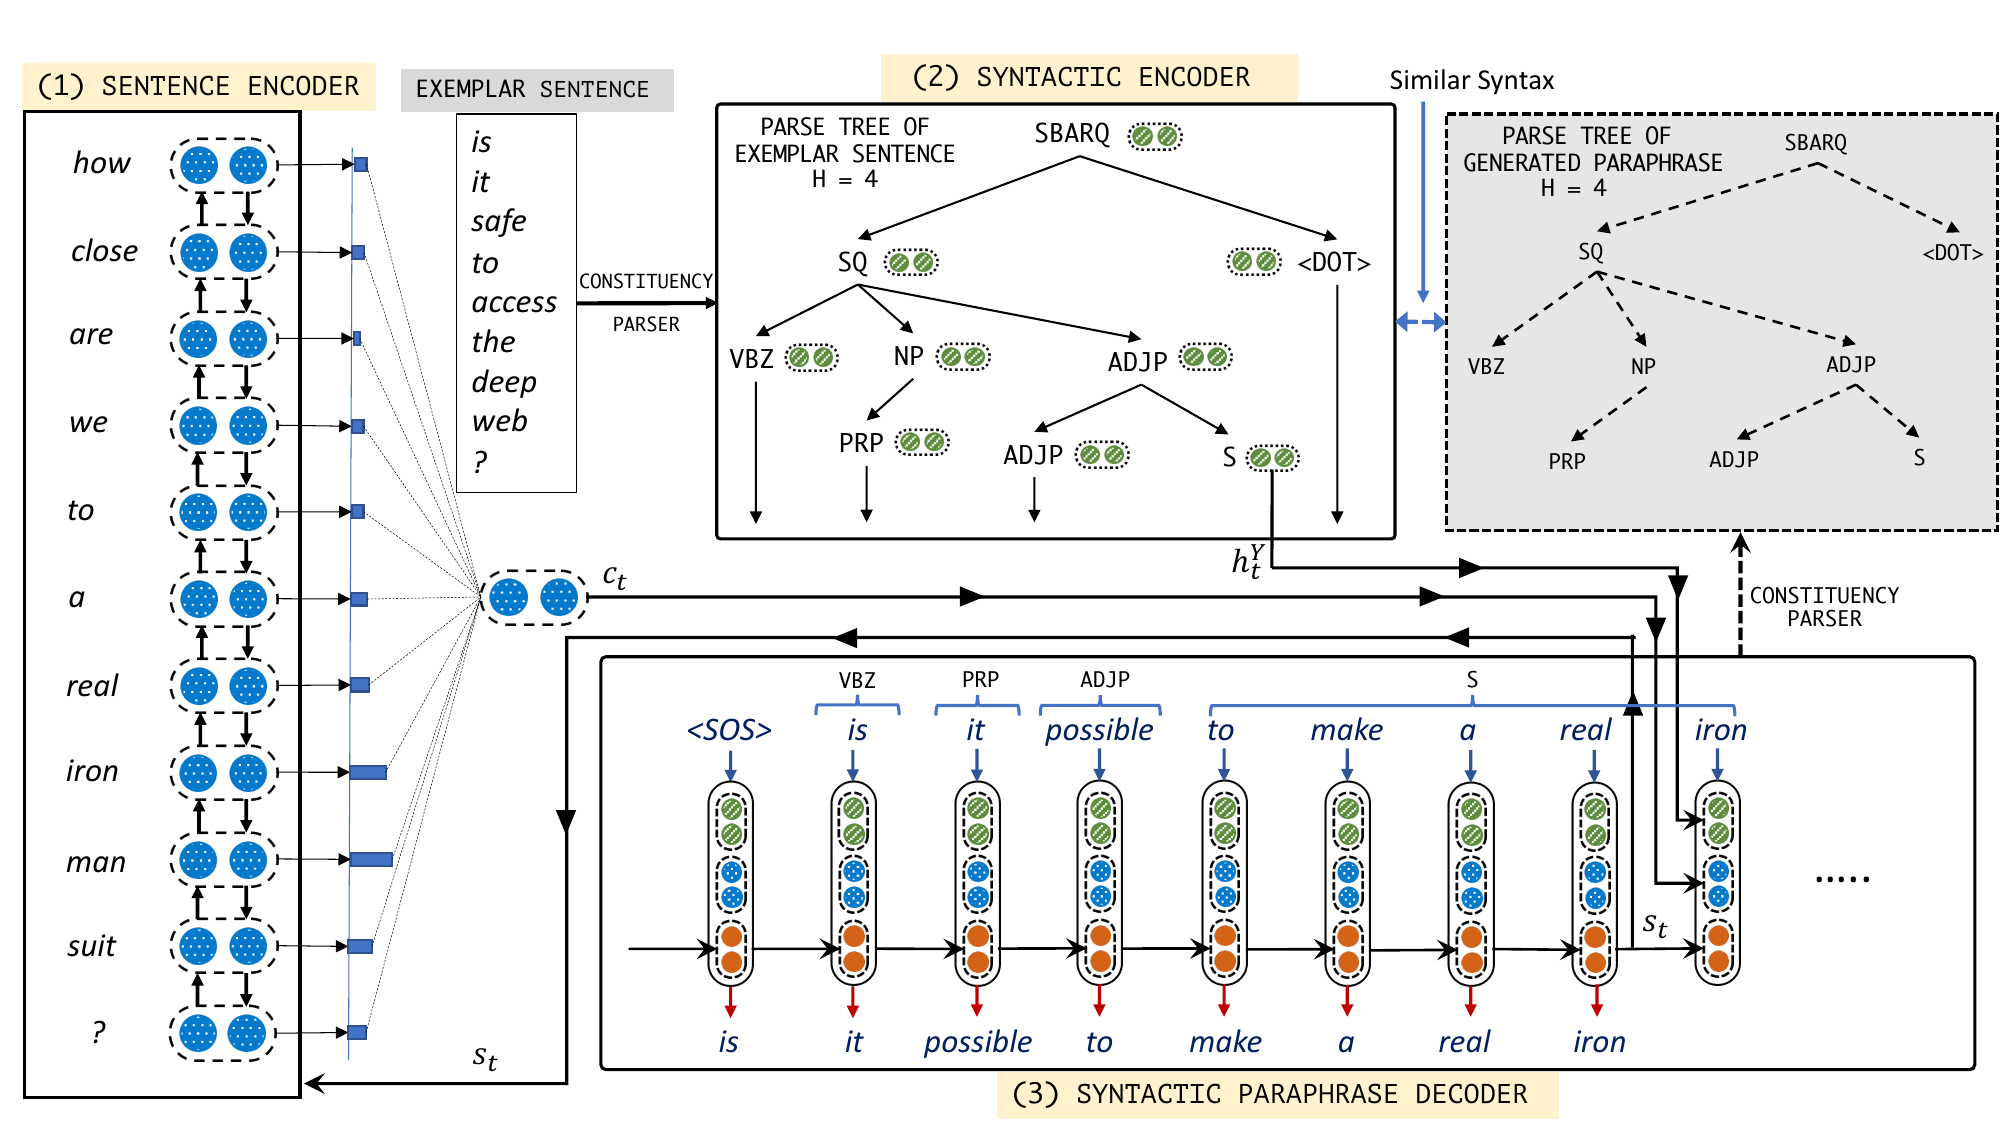 (1) SENTENCE ENCODER
how
close
are
we
to
a
real
iron
man
suit
?
EXEMPLAR SENTENCE
is
it
safe
to
access
the
deep
web
?
CONSTITUENCY
PARSER
(2) SYNTACTIC ENCODER
PARSE TREE OF
EXEMPLAR SENTENCE
H = 4
SBARQ
SQ
<DOT>
VBZ
NP
ADJP
PRP
ADJP
S
Similar Syntax
PARSE TREE OF
GENERATED PARAPHRASE
H = 4
SBARQ
SQ
<DOT>
VBZ
NP
ADJP
PRP
ADJP
S
c_t
h_t^Y
CONSTITUENCY
PARSER
VBZ PRP ADJP S
<SOS> is it possible to make a real iron
s_t
.....
is it possible to make a real iron
s_t
(3) SYNTACTIC PARAPHRASE DECODER